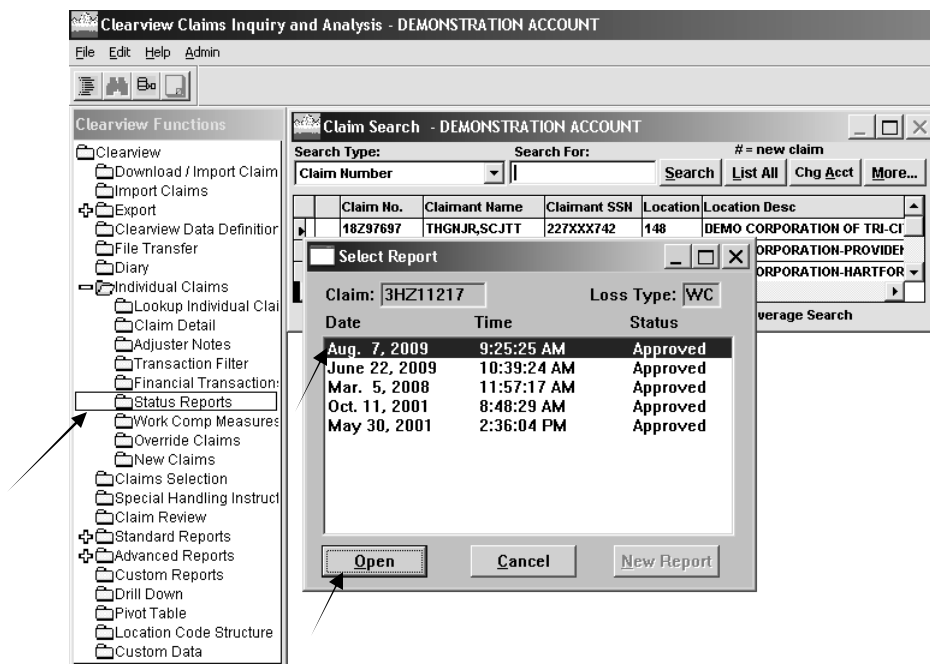 Clearview Claims Inquiry and Analysis - DEMONSTRATION ACCOUNT
File Edit Help Admin
Clearview Functions
Clearview
Download / Import Claim
Import Claims
Export
Clearview Data Definition
File Transfer
Diary
Individual Claims
Lookup Individual Clai
Claim Detail
Adjuster Notes
Transaction Filter
Financial Transaction
Status Reports
Work Comp Measures
Override Claims
New Claims
Claims Selection
Special Handling Instruct
Claim Review
Standard Reports
Advanced Reports
Custom Reports
Drill Down
Pivot Table
Location Code Structure
Custom Data
Claim Search - DEMONSTRATION ACCOUNT
Search Type: Search For: # = new claim
Claim Number Search List All Chg Acct More...
Claim No. Claimant Name Claimant SSN Location Location Desc
18Z97697 THGNJR,SCJTT 227XXX742 148 DEMO CORPORATION OF TRI-CI
ORPORATION-PROVIDEN
ORPORATION-HARTFOR
verage Search
Select Report
Claim: 3HZ11217 Loss Type: WC
Date Time Status
Aug. 7, 2009 9:25:25 AM Approved
June 22, 2009 10:39:24 AM Approved
Mar. 5, 2008 11:57:17 AM Approved
Oct. 11, 2001 8:48:29 AM Approved
May 30, 2001 2:36:04 PM Approved
Open Cancel New Report